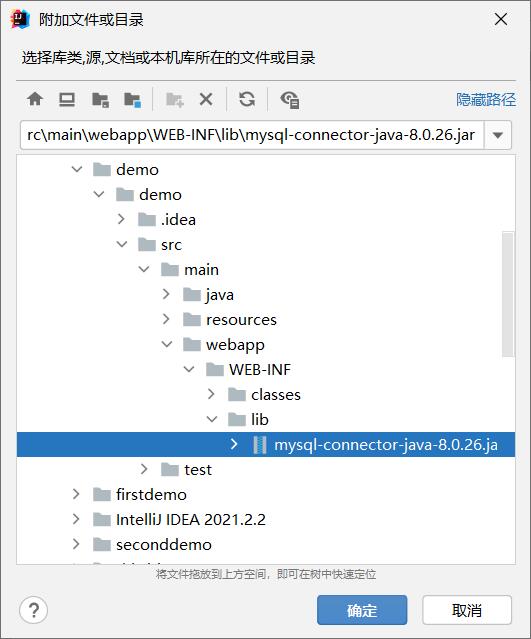 附加文件或目录
选择库类,源,文档或本机库所在的文件或目录
隐藏路径
rc\main\webapp\WEB-INF\lib\mysql-connector-java-8.0.26.jar
demo
demo
.idea
src
main
java
resources
webapp
WEB-INF
classes
lib
mysql-connector-java-8.0.26.ja
test
firstdemo
IntelliJ IDEA 2021.2.2
seconddemo
将文件拖放到上方空间，即可在树中快速定位
?
确定
取消